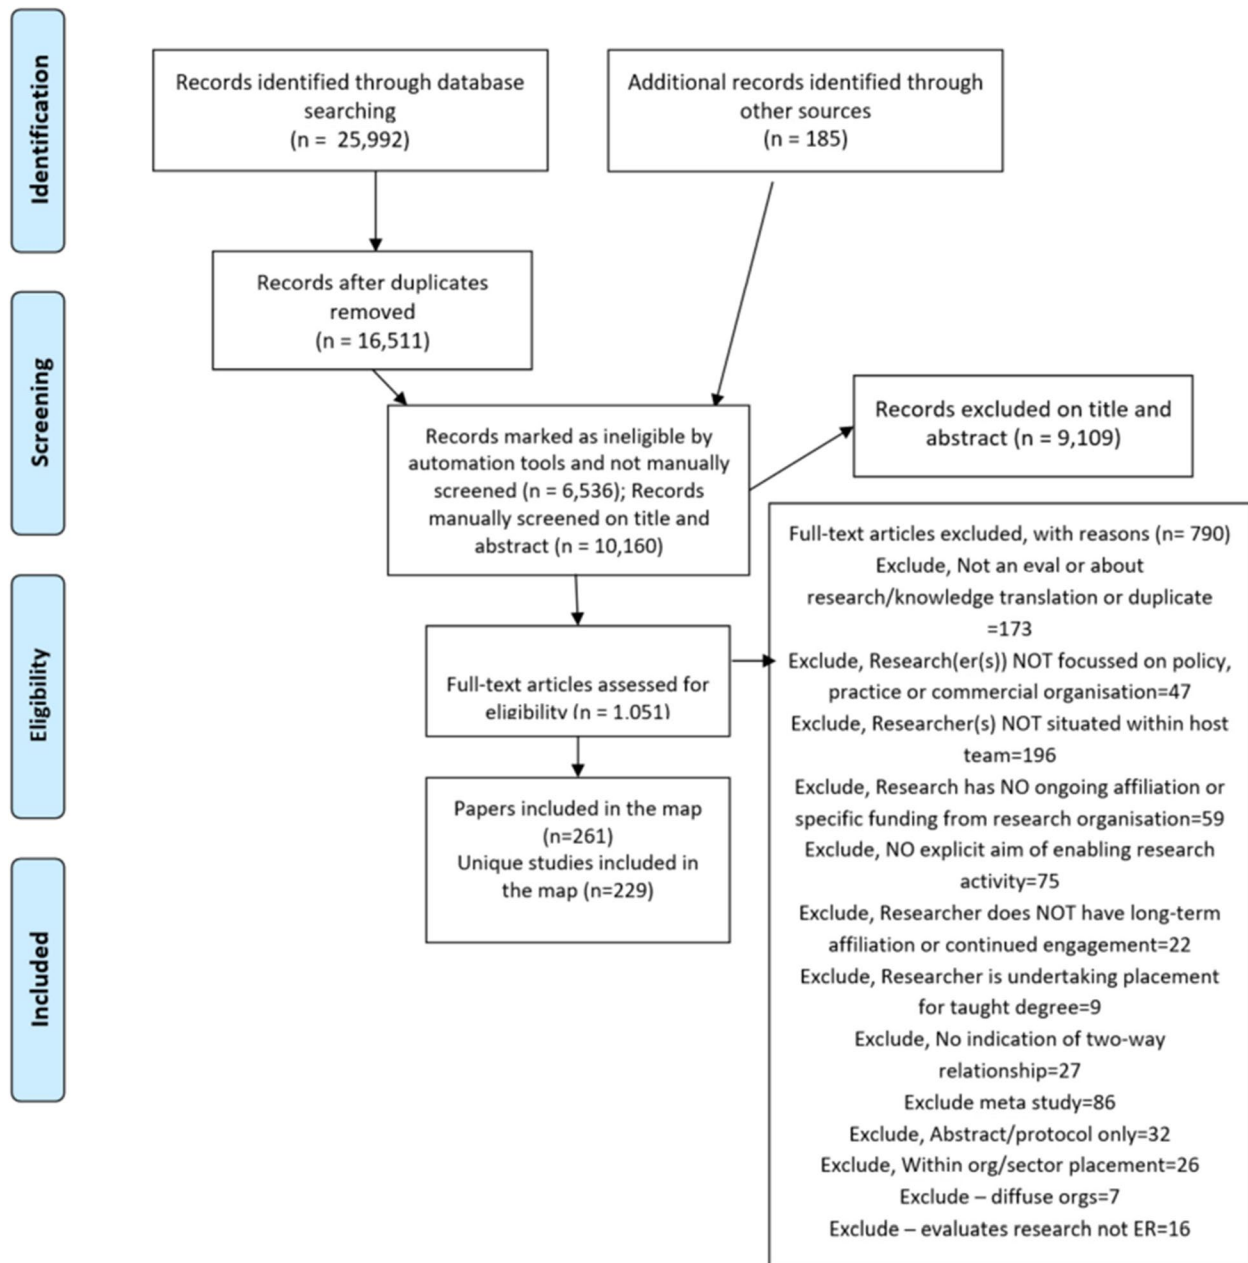 Identification
Records identified through database
searching
(n =  25,992)
Additional records identified through
other sources
(n = 185)
Records after duplicates
removed
(n = 16,511)
Screening
Records marked as ineligible by
automation tools and not manually
screened (n = 6,536); Records
manually screened on title and
abstract (n = 10,160)
Records excluded on title and
abstract (n = 9,109)
Eligibility
Full-text articles assessed for
eligibility (n = 1.051)
Full-text articles excluded, with reasons (n= 790)
Exclude, Not an eval or about
research/knowledge translation or duplicate
=173
Exclude, Research(er(s)) NOT focussed on policy,
practice or commercial organisation=47
Exclude, Researcher(s) NOT situated within host
team=196
Exclude, Research has NO ongoing affiliation or
specific funding from research organisation=59
Exclude, NO explicit aim of enabling research
activity=75
Exclude, Researcher does NOT have long-term
affiliation or continued engagement=22
Exclude, Researcher is undertaking placement
for taught degree=9
Exclude, No indication of two-way
relationship=27
Exclude meta study=86
Exclude, Abstract/protocol only=32
Exclude, Within org/sector placement=26
Exclude – diffuse orgs=7
Exclude – evaluates research not ER=16
Included
Papers included in the map
(n=261)
Unique studies included in
the map (n=229)